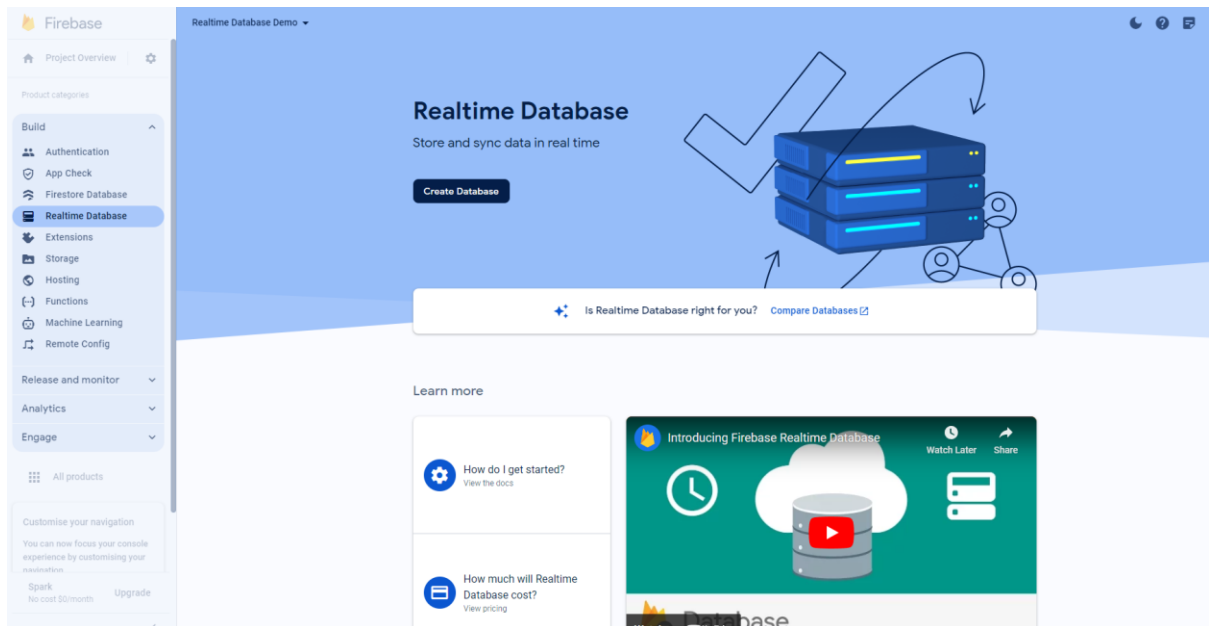 Firebase
Project Overview
Product categories
Build
Authentication
App Check
Firestore Database
Realtime Database
Extensions
Storage
Hosting
Functions
Machine Learning
Remote Config
Release and monitor
Analytics
Engage
All products
Customise your navigation
You can now focus your console
experience by customising your
navigation
Spark
No cost $0/month
Upgrade
Realtime Database Demo
Realtime Database
Store and sync data in real time
Create Database
Is Realtime Database right for you? Compare Databases
Learn more
How do I get started?
View the docs
How much will Realtime
Database cost?
View pricing
Introducing Firebase Realtime Database
Watch Later
Share
Database